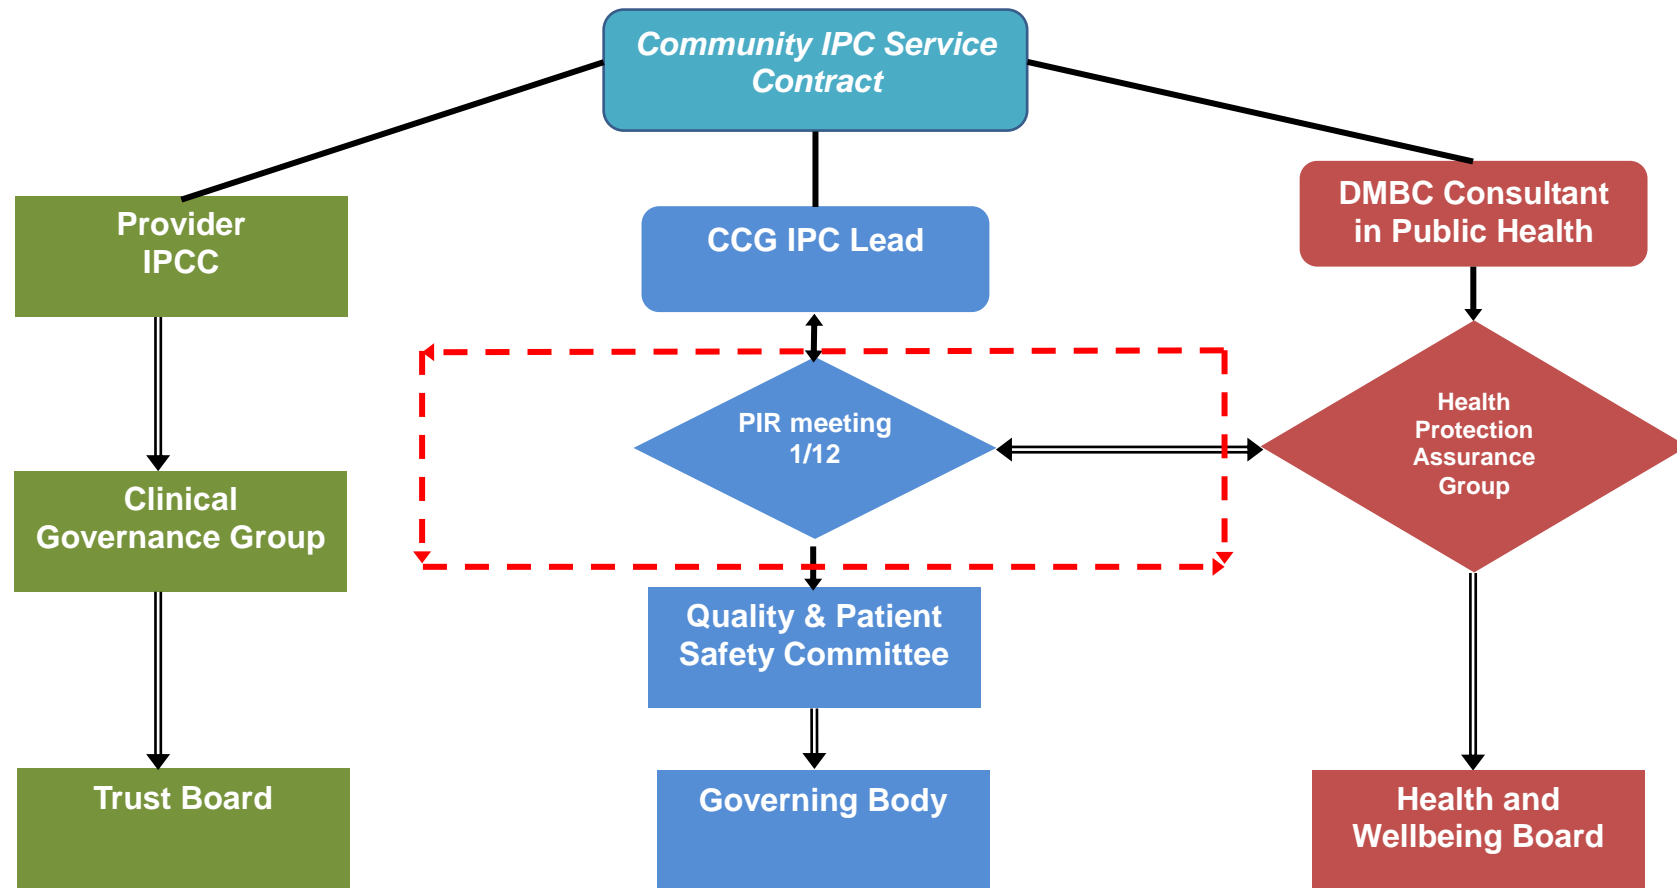 Community IPC Service
Contract
Provider
IPCC
CCG IPC Lead
DMBC Consultant
in Public Health
PIR meeting
1/12
Health
Protection
Assurance
Group
Clinical
Governance Group
Quality & Patient
Safety Committee
Trust Board
Governing Body
Health and
Wellbeing Board